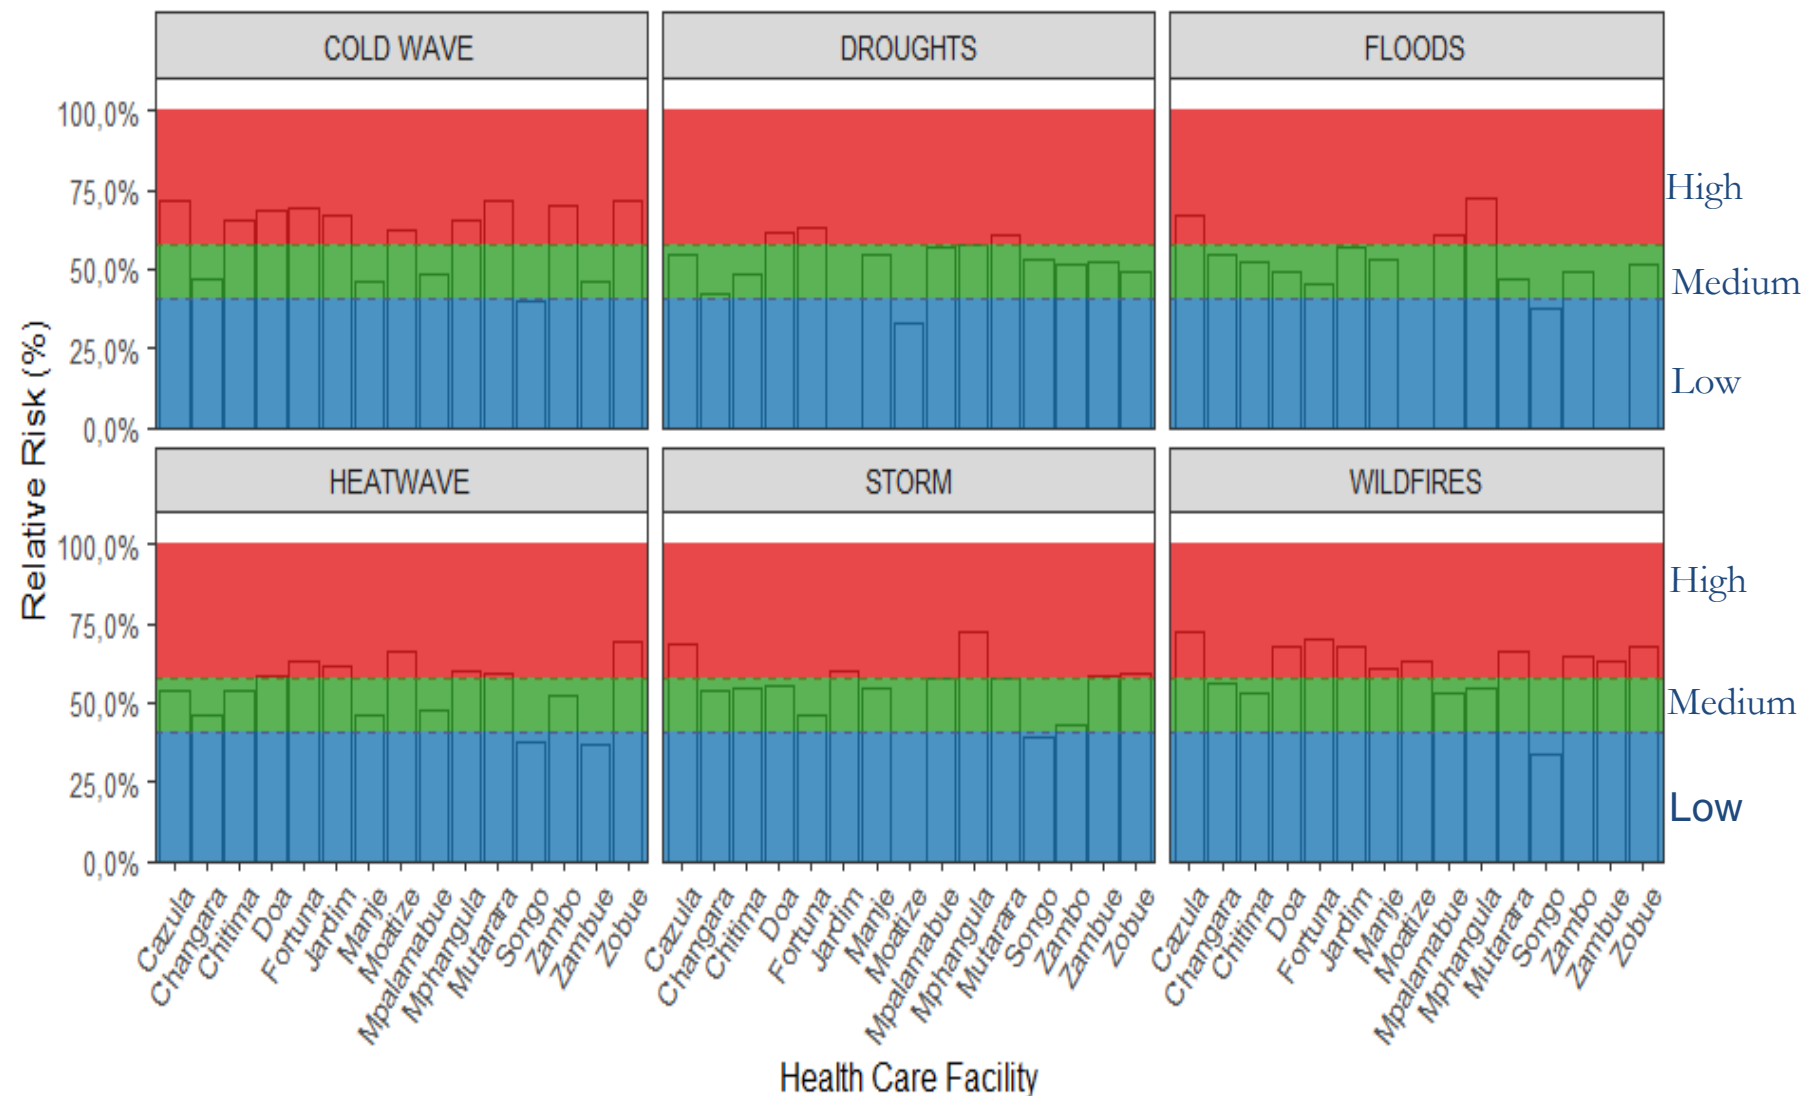 COLD WAVE DROUGHTS FLOODS
100,0%
75,0%
50,0%
25,0%
0,0%
High
Medium
Low
HEATWAVE STORM WILDFIRES
100,0%
75,0%
50,0%
25,0%
0,0%
High
Medium
Low
Relative Risk (%)
Cazula Changara Chitima Doa Fortuna Jardim Manje Moatize Mpalamabue Mphangula Mutarara Songo Zambo Zambue Zobue
Cazula Changara Chitima Doa Fortuna Jardim Manje Moatize Mpalamabue Mphangula Mutarara Songo Zambo Zambue Zobue
Cazula Changara Chitima Doa Fortuna Jardim Manje Moatize Mpalamabue Mphangula Mutarara Songo Zambo Zambue Zobue
Health Care Facility